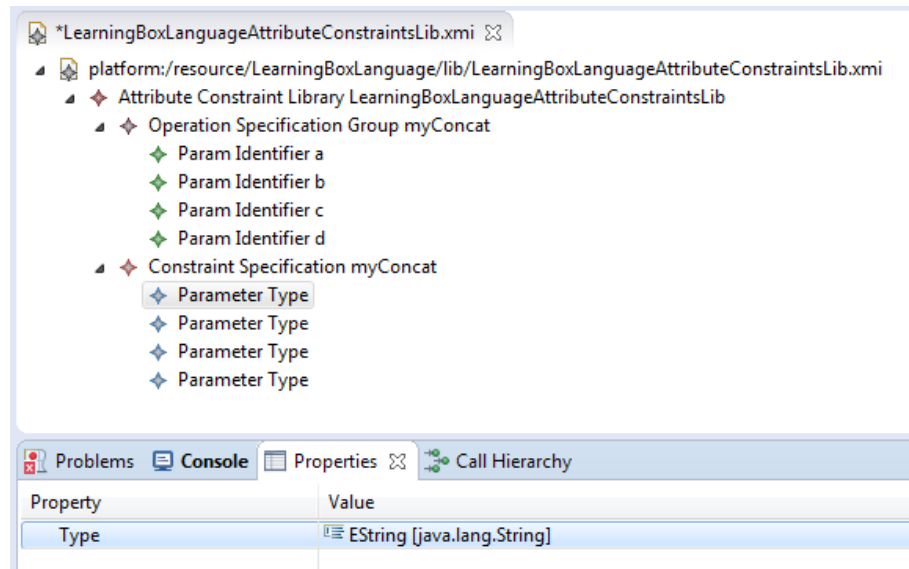 *LearningBoxLanguageAttributeConstraintsLib.xmi
platform:/resource/LearningBoxLanguage/lib/LearningBoxLanguageAttributeConstraintsLib.xmi
Attribute Constraint Library LearningBoxLanguageAttributeConstraintsLib
Operation Specification Group myConcat
Param Identifier a
Param Identifier b
Param Identifier c
Param Identifier d
Constraint Specification myConcat
Parameter Type
Parameter Type
Parameter Type
Parameter Type
Problems Console Properties Call Hierarchy
Property Value
Type EString [java.lang.String]